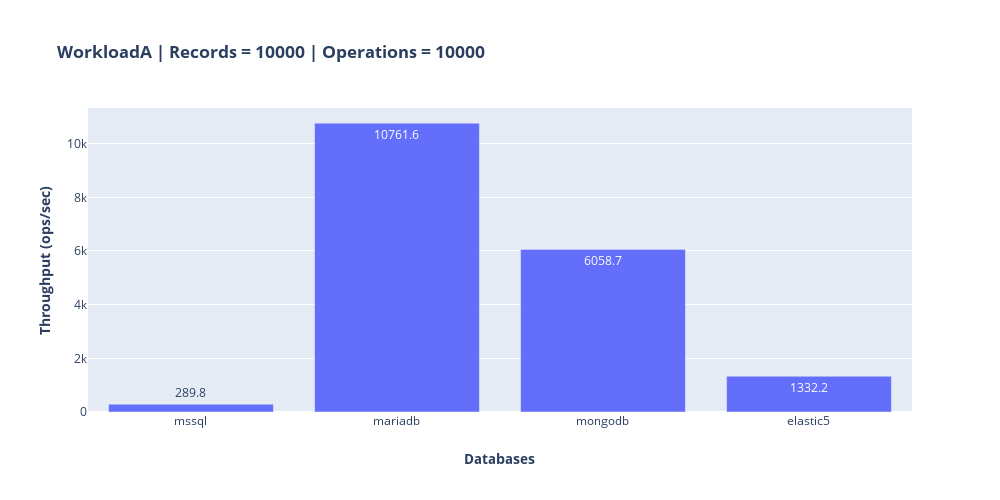 WorkloadA | Records = 10000 | Operations = 10000
Throughput (ops/sec)
10k
8k
6k
4k
2k
0
289.8
10761.6
6058.7
1332.2
mssql
mariadb
mongodb
elastic5
Databases